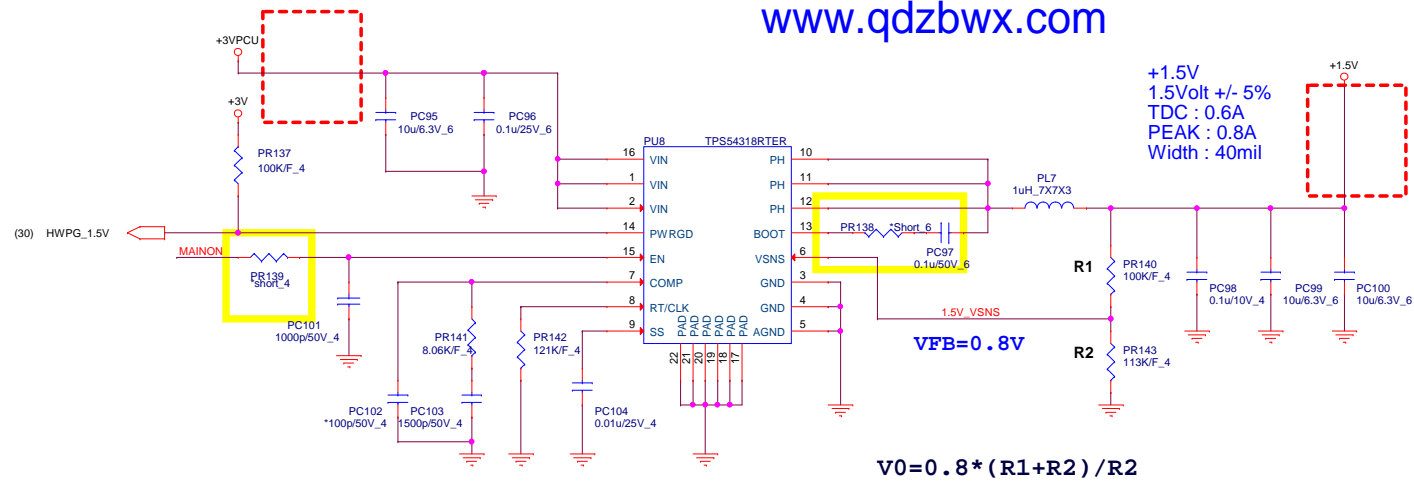 www.qdzbwx.com
+3VPCU
+3V
PR137
100K/F_4
PC95
10u/6.3V_6
PC96
0.1u/25V_6
+1.5V
1.5Volt +/- 5%
TDC : 0.6A
PEAK : 0.8A
Width : 40mil
+1.5V
PU8 TPS54318RTER
16 VIN PH 10
1 VIN PH 11
2 VIN PH 12
14 PWRGD BOOT 13
15 EN VSNS 6
7 COMP GND 3
8 RT/CLK GND 4
9 SS AGND 5
PAD PAD PAD PAD PAD PAD
22 21 20 19 18 17
(30) HWPG_1.5V
MAINON
PR139
*short_4
PC101
1000p/50V_4
PR138 *Short_6
PC97
0.1u/50V_6
PL7
1uH_7X7X3
R1
PR140
100K/F_4
PC98
0.1u/10V_4
PC99
10u/6.3V_6
PC100
10u/6.3V_6
1.5V_VSNS
VFB=0.8V
R2
PR143
113K/F_4
PR141
8.06K/F_4
PR142
121K/F_4
PC102
*100p/50V_4
PC103
1500p/50V_4
PC104
0.01u/25V_4
V0=0.8*(R1+R2)/R2